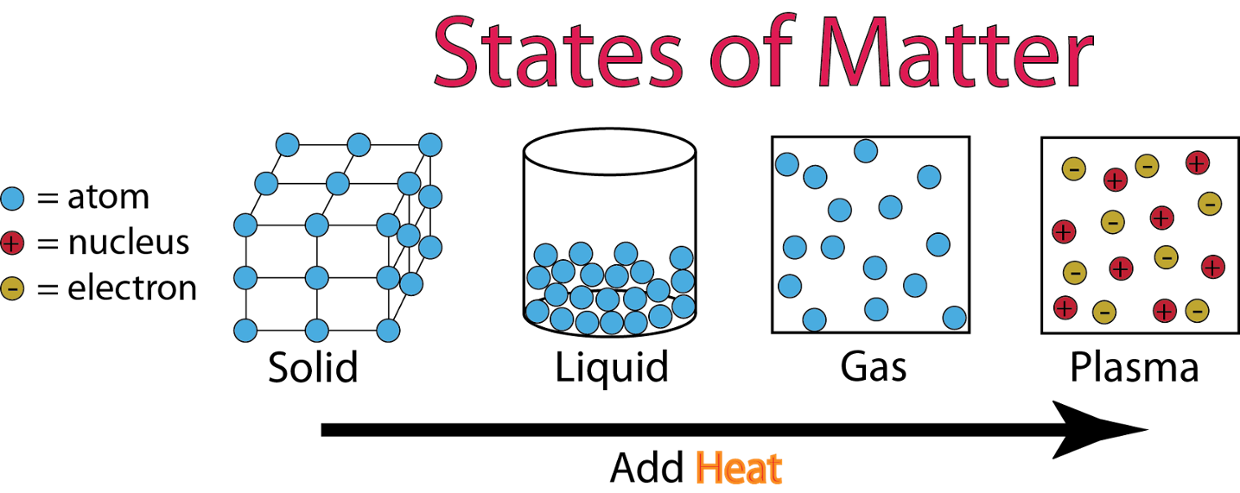 States of Matter
= atom
+ = nucleus
- = electron
Solid
Liquid
Gas
Plasma
- - + + - - + + - + - + + - + -
Add Heat